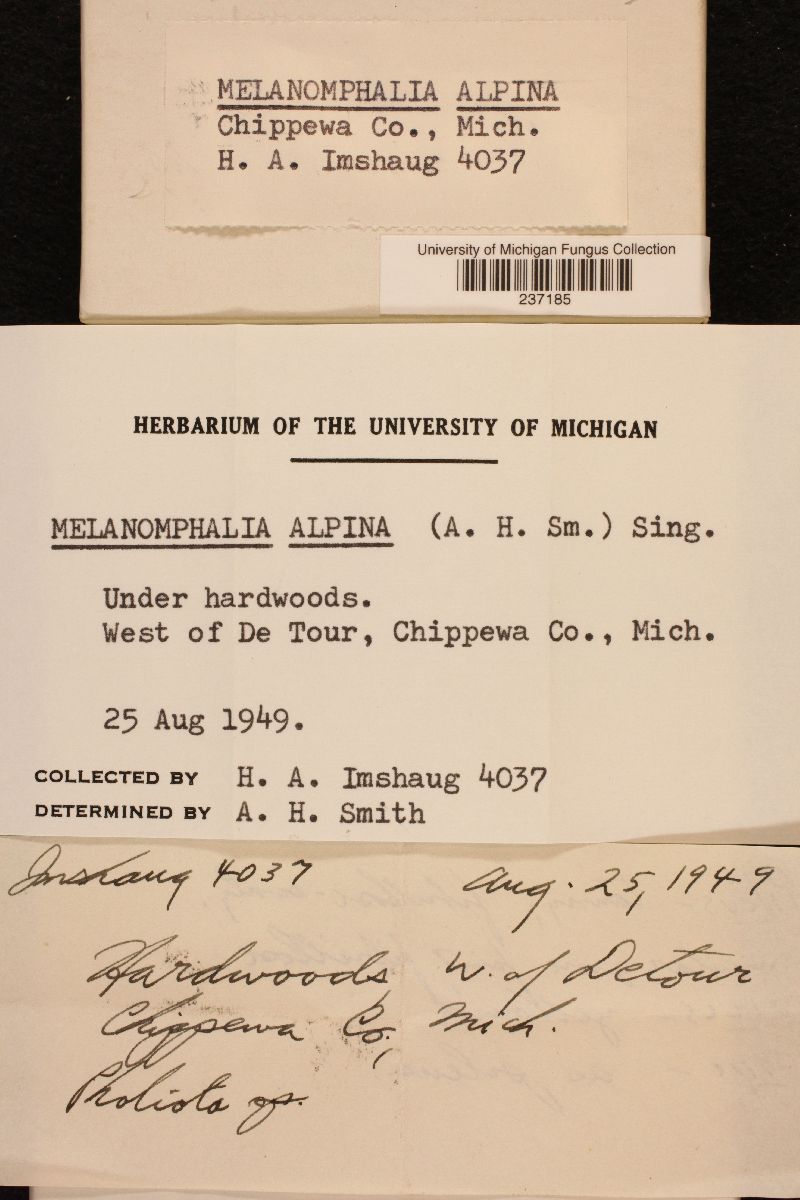 MELANOMPHALIA ALPINA
Chippewa Co., Mich.
H. A. Imshaug 4037
University of Michigan Fungus Collection
237185
HERBARIUM OF THE UNIVERSITY OF MICHIGAN
MELANOMPHALIA ALPINA (A. H. Sm.) Sing.
Under hardwoods.
West of De Tour, Chippewa Co., Mich.
25 Aug 1949.
COLLECTED BY H. A. Imshaug 4037
DETERMINED BY A. H. Smith
Imshaug 4037 Aug. 25, 1949
Hardwoods W. of Detour
Chippewa Co., Mich.
Pholiota sp.